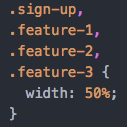 .sign-up,
.feature-1,
.feature-2,
.feature-3 {
  width: 50%;
}